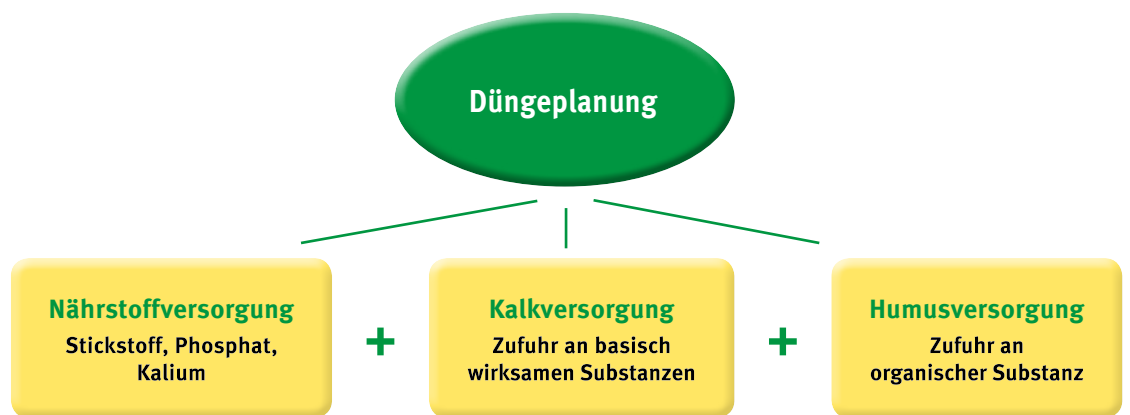 Düngeplanung
Nährstoffversorgung
Stickstoff, Phosphat,
Kalium
+
Kalkversorgung
Zufuhr an basisch
wirksamen Substanzen
+
Humusversorgung
Zufuhr an
organischer Substanz